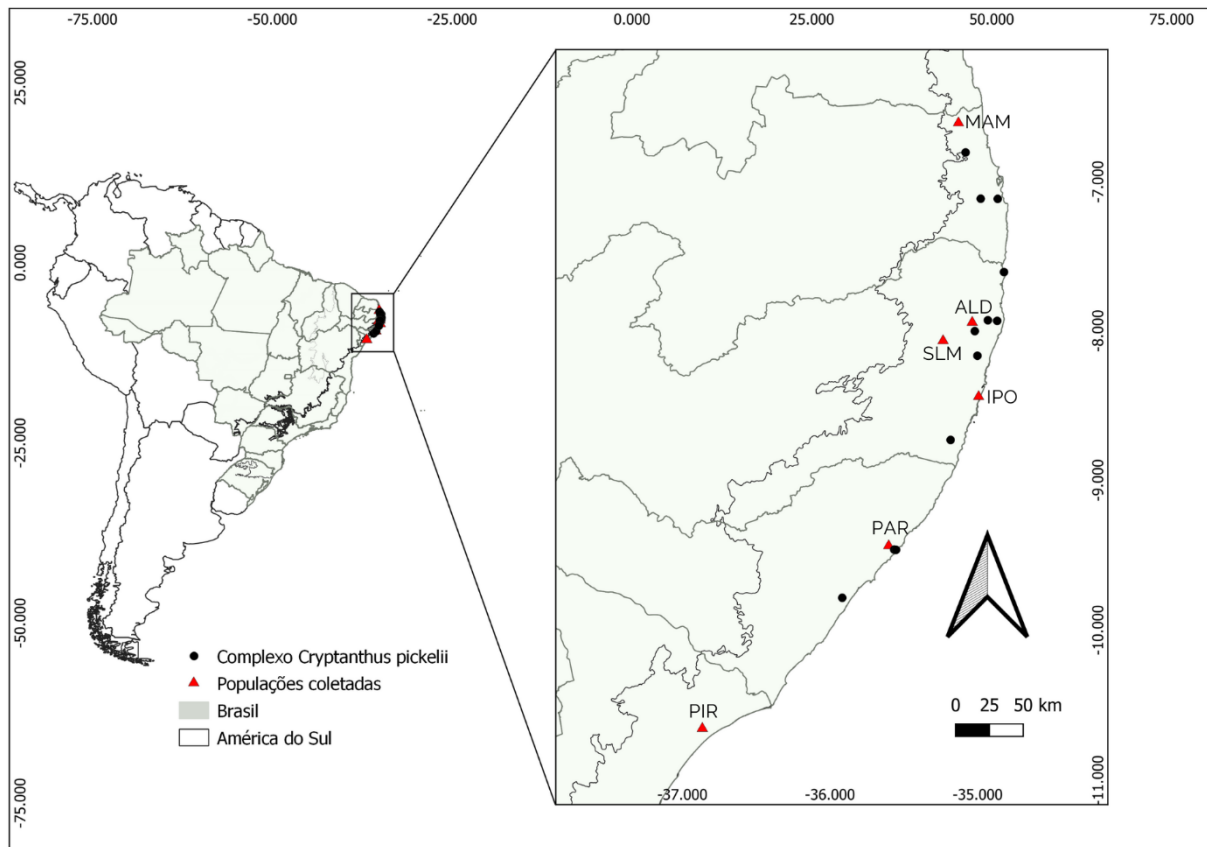 -75.000 -50.000 -25.000 0.000 25.000 50.000 75.000
25.000
0.000
-25.000
-50.000
-75.000
MAM
-7.000
ALD
-8.000
SLM
IPO
-9.000
PAR
-10.000
Complexo Cryptanthus pickelii
Populações coletadas
Brasil
América do Sul
0 25 50 km
PIR
-11.000
-37.000 -36.000 -35.000